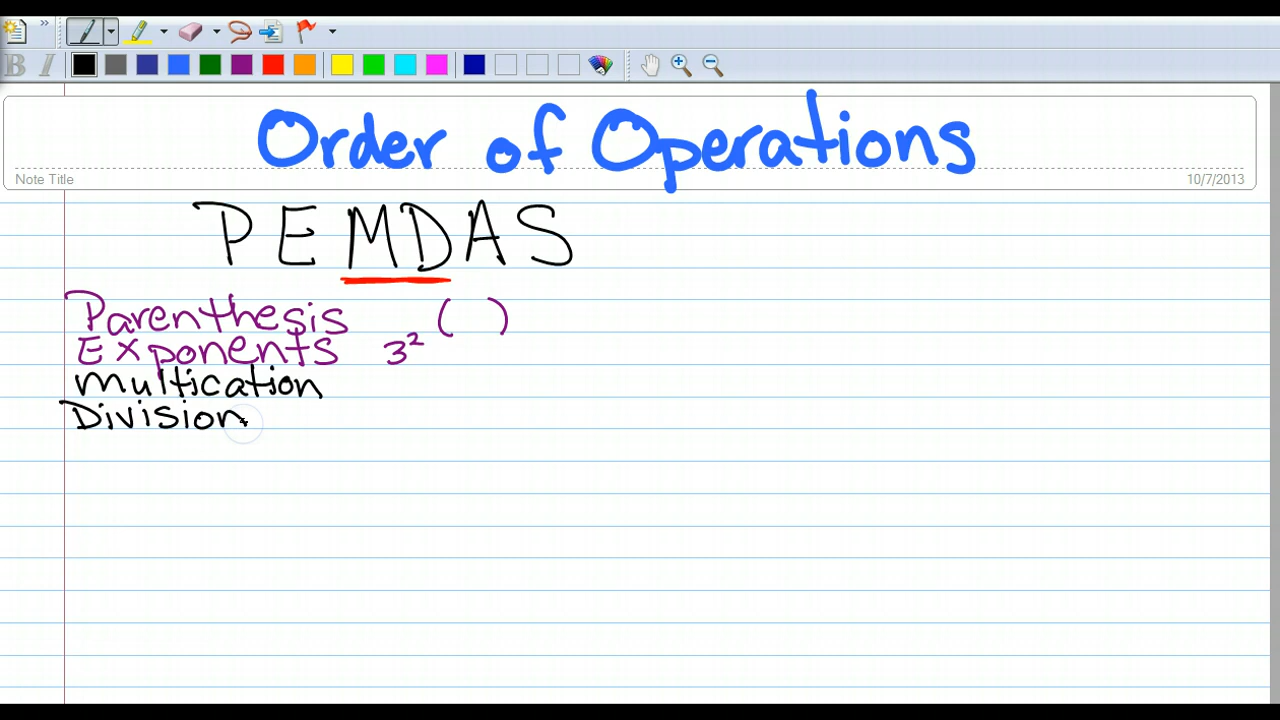 B I
Order of Operations
Note Title
10/7/2013
PEMDAS
Parenthesis ( )
Exponents 3²
multication
Division